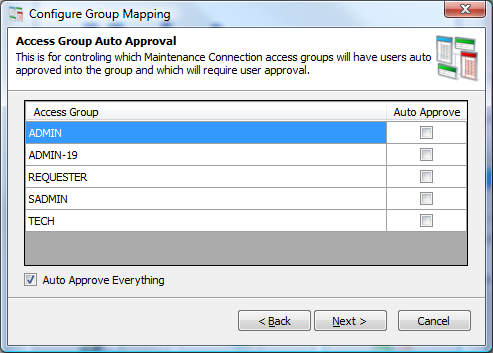 Configure Group Mapping
Access Group Auto Approval
This is for controling which Maintenance Connection access groups will have users auto
approved into the group and which will require user approval.
Access Group Auto Approve
ADMIN
ADMIN-19
REQUESTER
SADMIN
TECH
Auto Approve Everything
< Back Next > Cancel